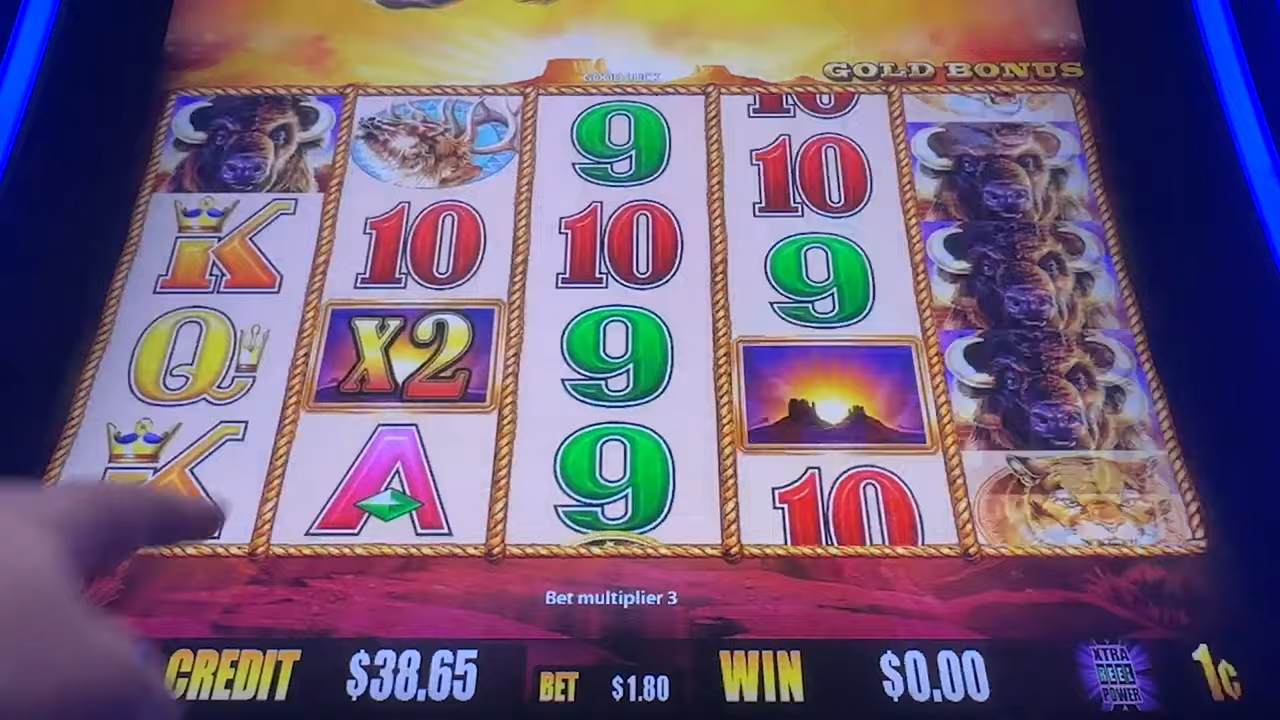 GOOD LUCK
GOLD BONUS
9 10
10 10
K 10 10 9
Q X2 9
K A 9 10
Bet multiplier 3
CREDIT $38.65 BET $1.80 WIN $0.00 XTRA REEL POWER 1¢